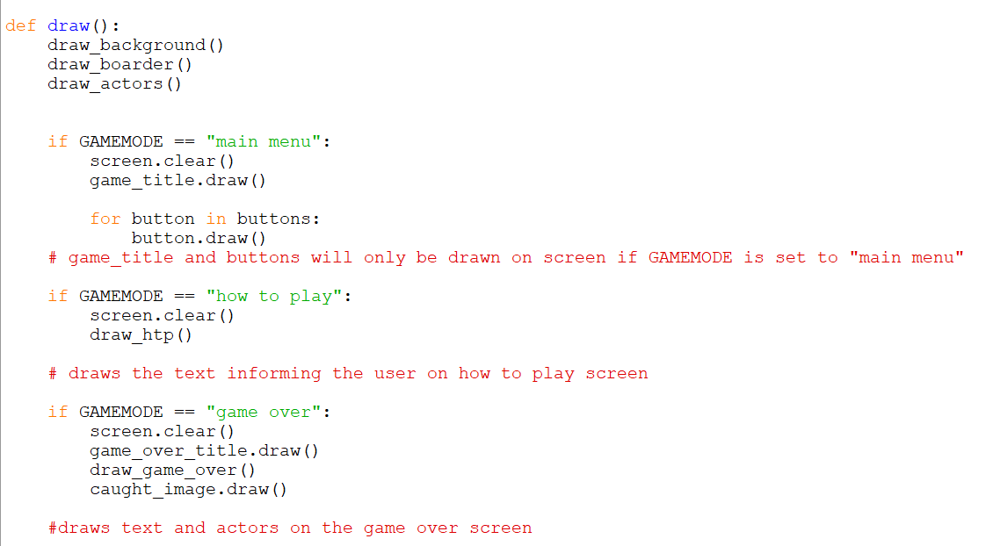 def draw():
    draw_background()
    draw_boarder()
    draw_actors()


    if GAMEMODE == "main menu":
        screen.clear()
        game_title.draw()

        for button in buttons:
            button.draw()
    # game_title and buttons will only be drawn on screen if GAMEMODE is set to "main menu"

    if GAMEMODE == "how to play":
        screen.clear()
        draw_htp()

    # draws the text informing the user on how to play screen

    if GAMEMODE == "game over":
        screen.clear()
        game_over_title.draw()
        draw_game_over()
        caught_image.draw()

    #draws text and actors on the game over screen